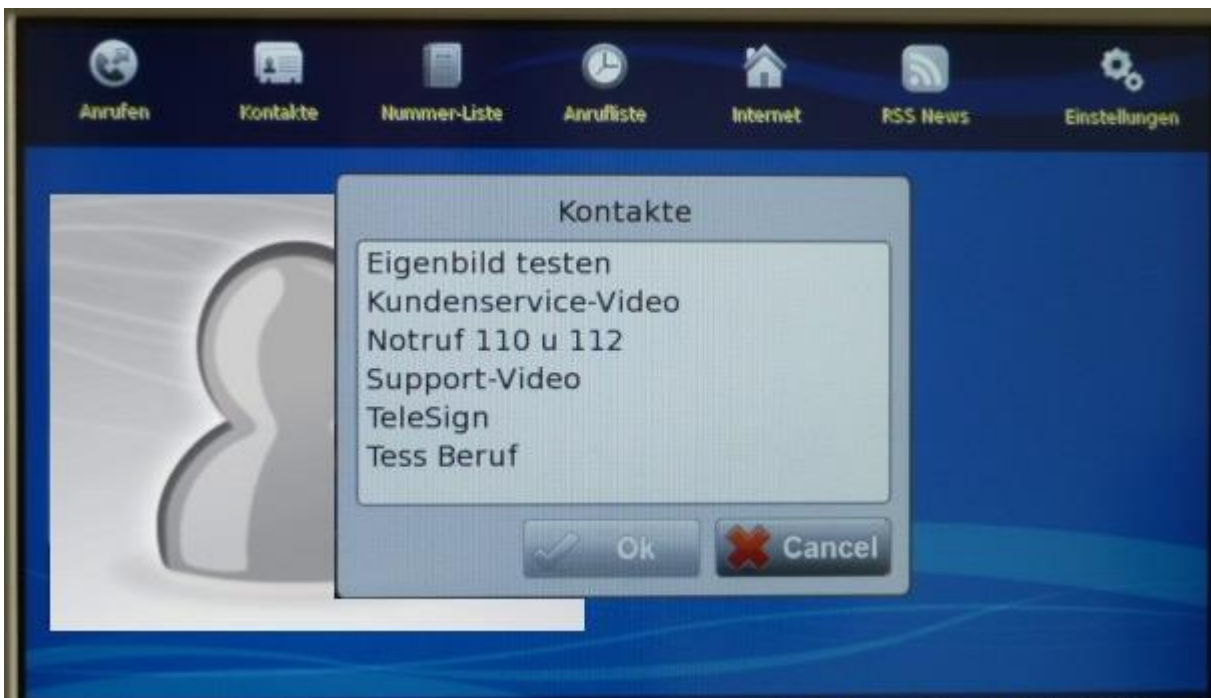 Anrufen
Kontakte
Nummer-Liste
Anrufliste
Internet
RSS News
Einstellungen
Kontakte
Eigenbild testen
Kundenservice-Video
Notruf 110 u 112
Support-Video
TeleSign
Tess Beruf
Ok
Cancel